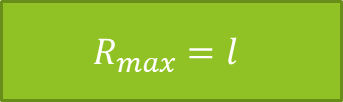 R_max = l